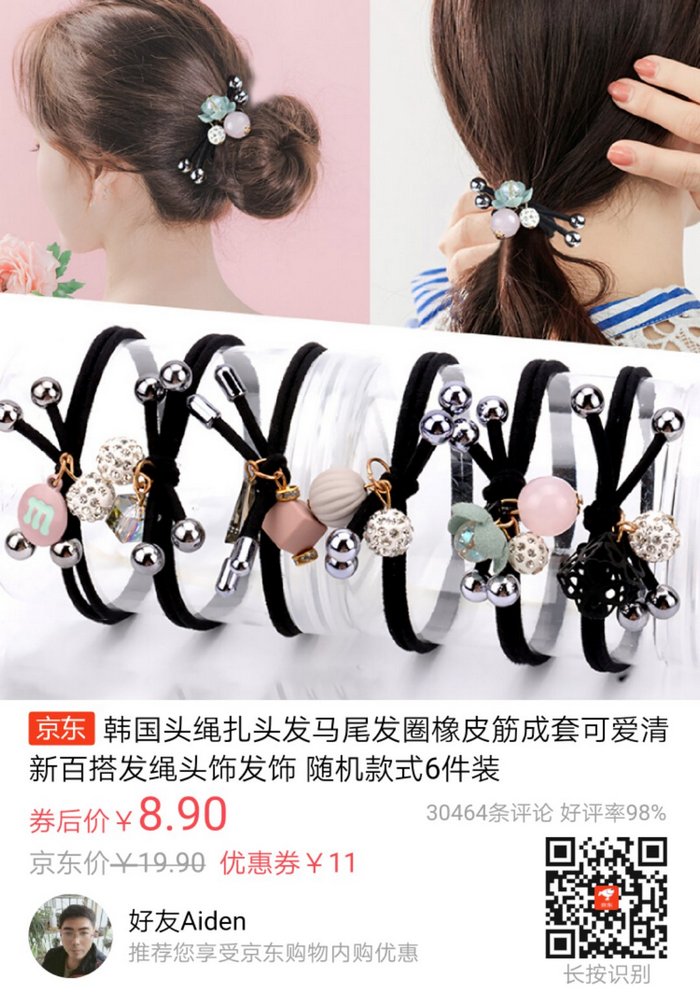 京东 韩国头绳扎头发马尾发圈橡皮筋成套可爱清
新百搭发绳头饰发饰 随机款式6件装
券后价￥8.90
30464条评论 好评率98%
京东价￥19.90 优惠券￥11
好友Aiden
推荐您享受京东购物内购优惠
京东
长按识别
m